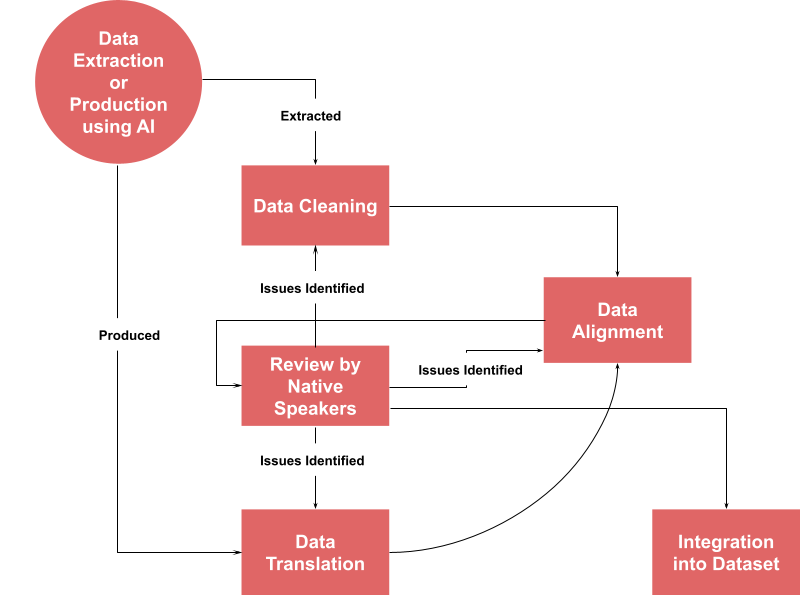 Data
Extraction
or
Production
using AI
Extracted
Data Cleaning
Issues Identified
Data
Alignment
Produced
Review by
Native
Speakers
Issues Identified
Issues Identified
Data
Translation
Integration
into Dataset